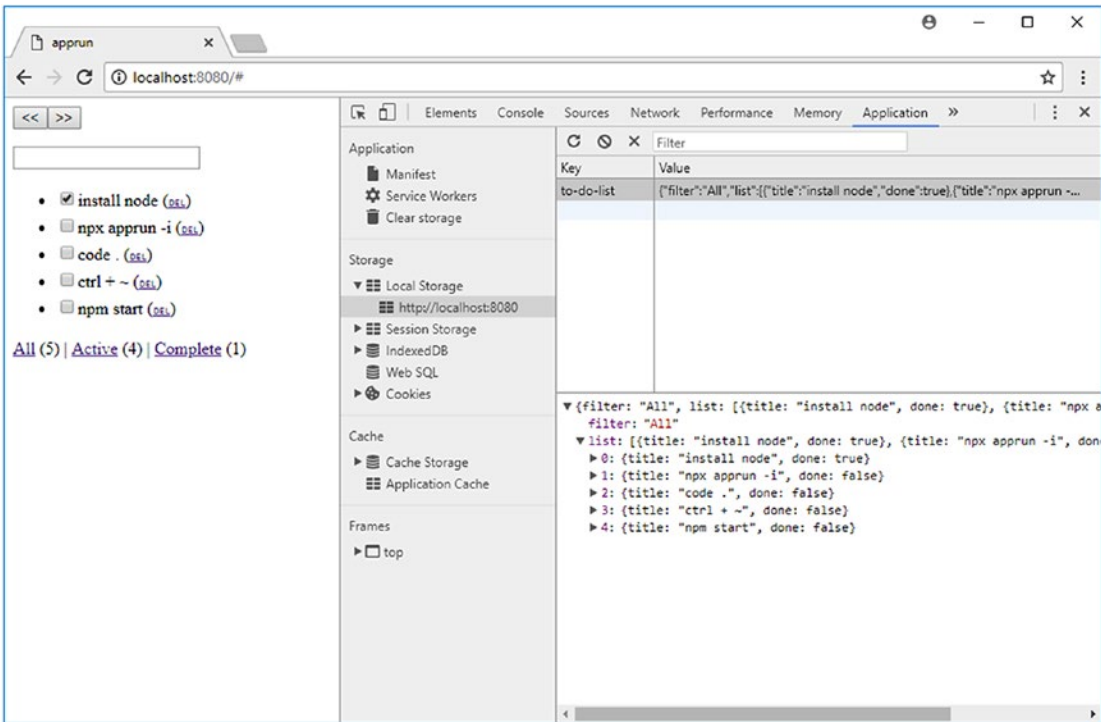 apprun
localhost:8080/#
<< >>
install node (DEL)
npx apprun -i (DEL)
code . (DEL)
ctrl + ~ (DEL)
npm start (DEL)
All (5) | Active (4) | Complete (1)
Elements Console Sources Network Performance Memory Application »
Application
Manifest
Service Workers
Clear storage
Storage
Local Storage
http://localhost:8080
Session Storage
IndexedDB
Web SQL
Cookies
Cache
Cache Storage
Application Cache
Frames
top
Filter
Key Value
to-do-list {"filter":"All","list":[{"title":"install node","done":true},{"title":"npx apprun -...
{filter: "All", list: [{title: "install node", done: true}, {title: "npx a
filter: "All"
list: [{title: "install node", done: true}, {title: "npx apprun -i", don
0: {title: "install node", done: true}
1: {title: "npx apprun -i", done: false}
2: {title: "code .", done: false}
3: {title: "ctrl + ~", done: false}
4: {title: "npm start", done: false}